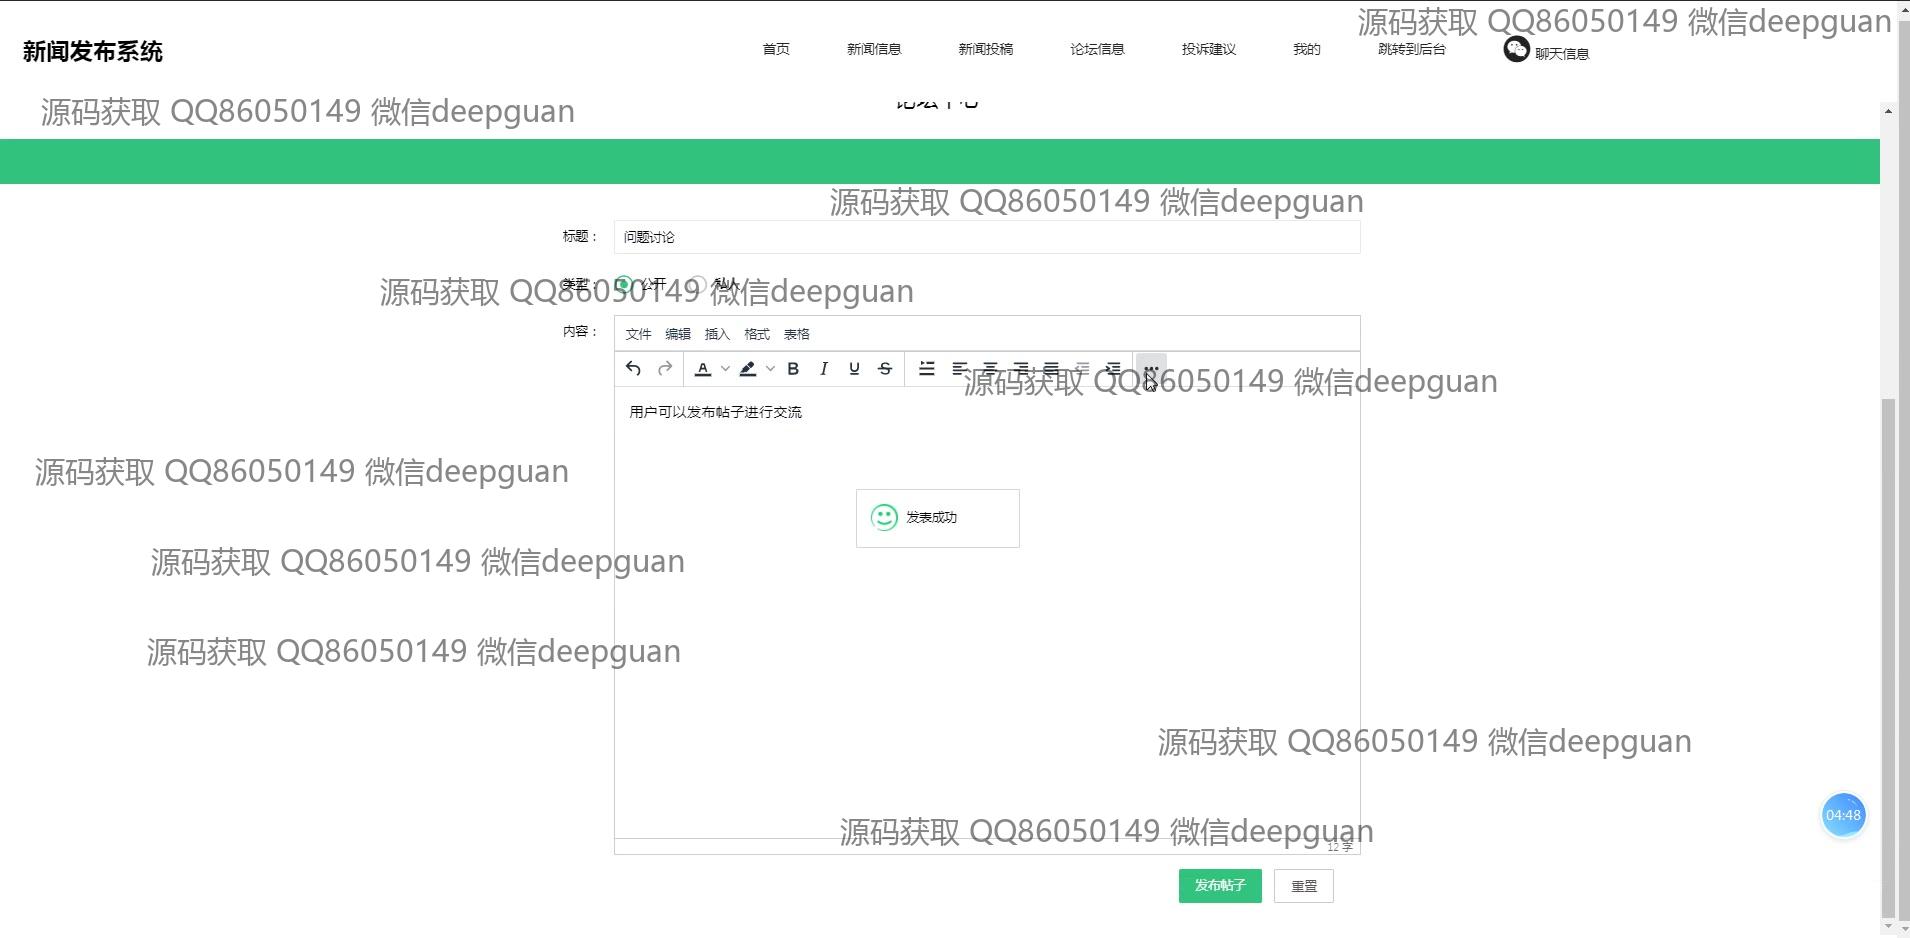 源码获取 QQ86050149 微信deepguan
新闻发布系统
首页 新闻信息 新闻投稿 论坛信息 投诉建议 我的 跳转到后台 聊天信息
源码获取 QQ86050149 微信deepguan
论坛中心
源码获取 QQ86050149 微信deepguan
标题： 问题讨论
类型： 公开 私人
源码获取 QQ86050149 微信deepguan
内容： 文件 编辑 插入 格式 表格
A B I U S
源码获取 QQ86050149 微信deepguan
用户可以发布帖子进行交流
源码获取 QQ86050149 微信deepguan
发表成功
源码获取 QQ86050149 微信deepguan
源码获取 QQ86050149 微信deepguan
源码获取 QQ86050149 微信deepguan
04:48
源码获取 QQ86050149 微信deepguan
12 字
发布帖子 重置